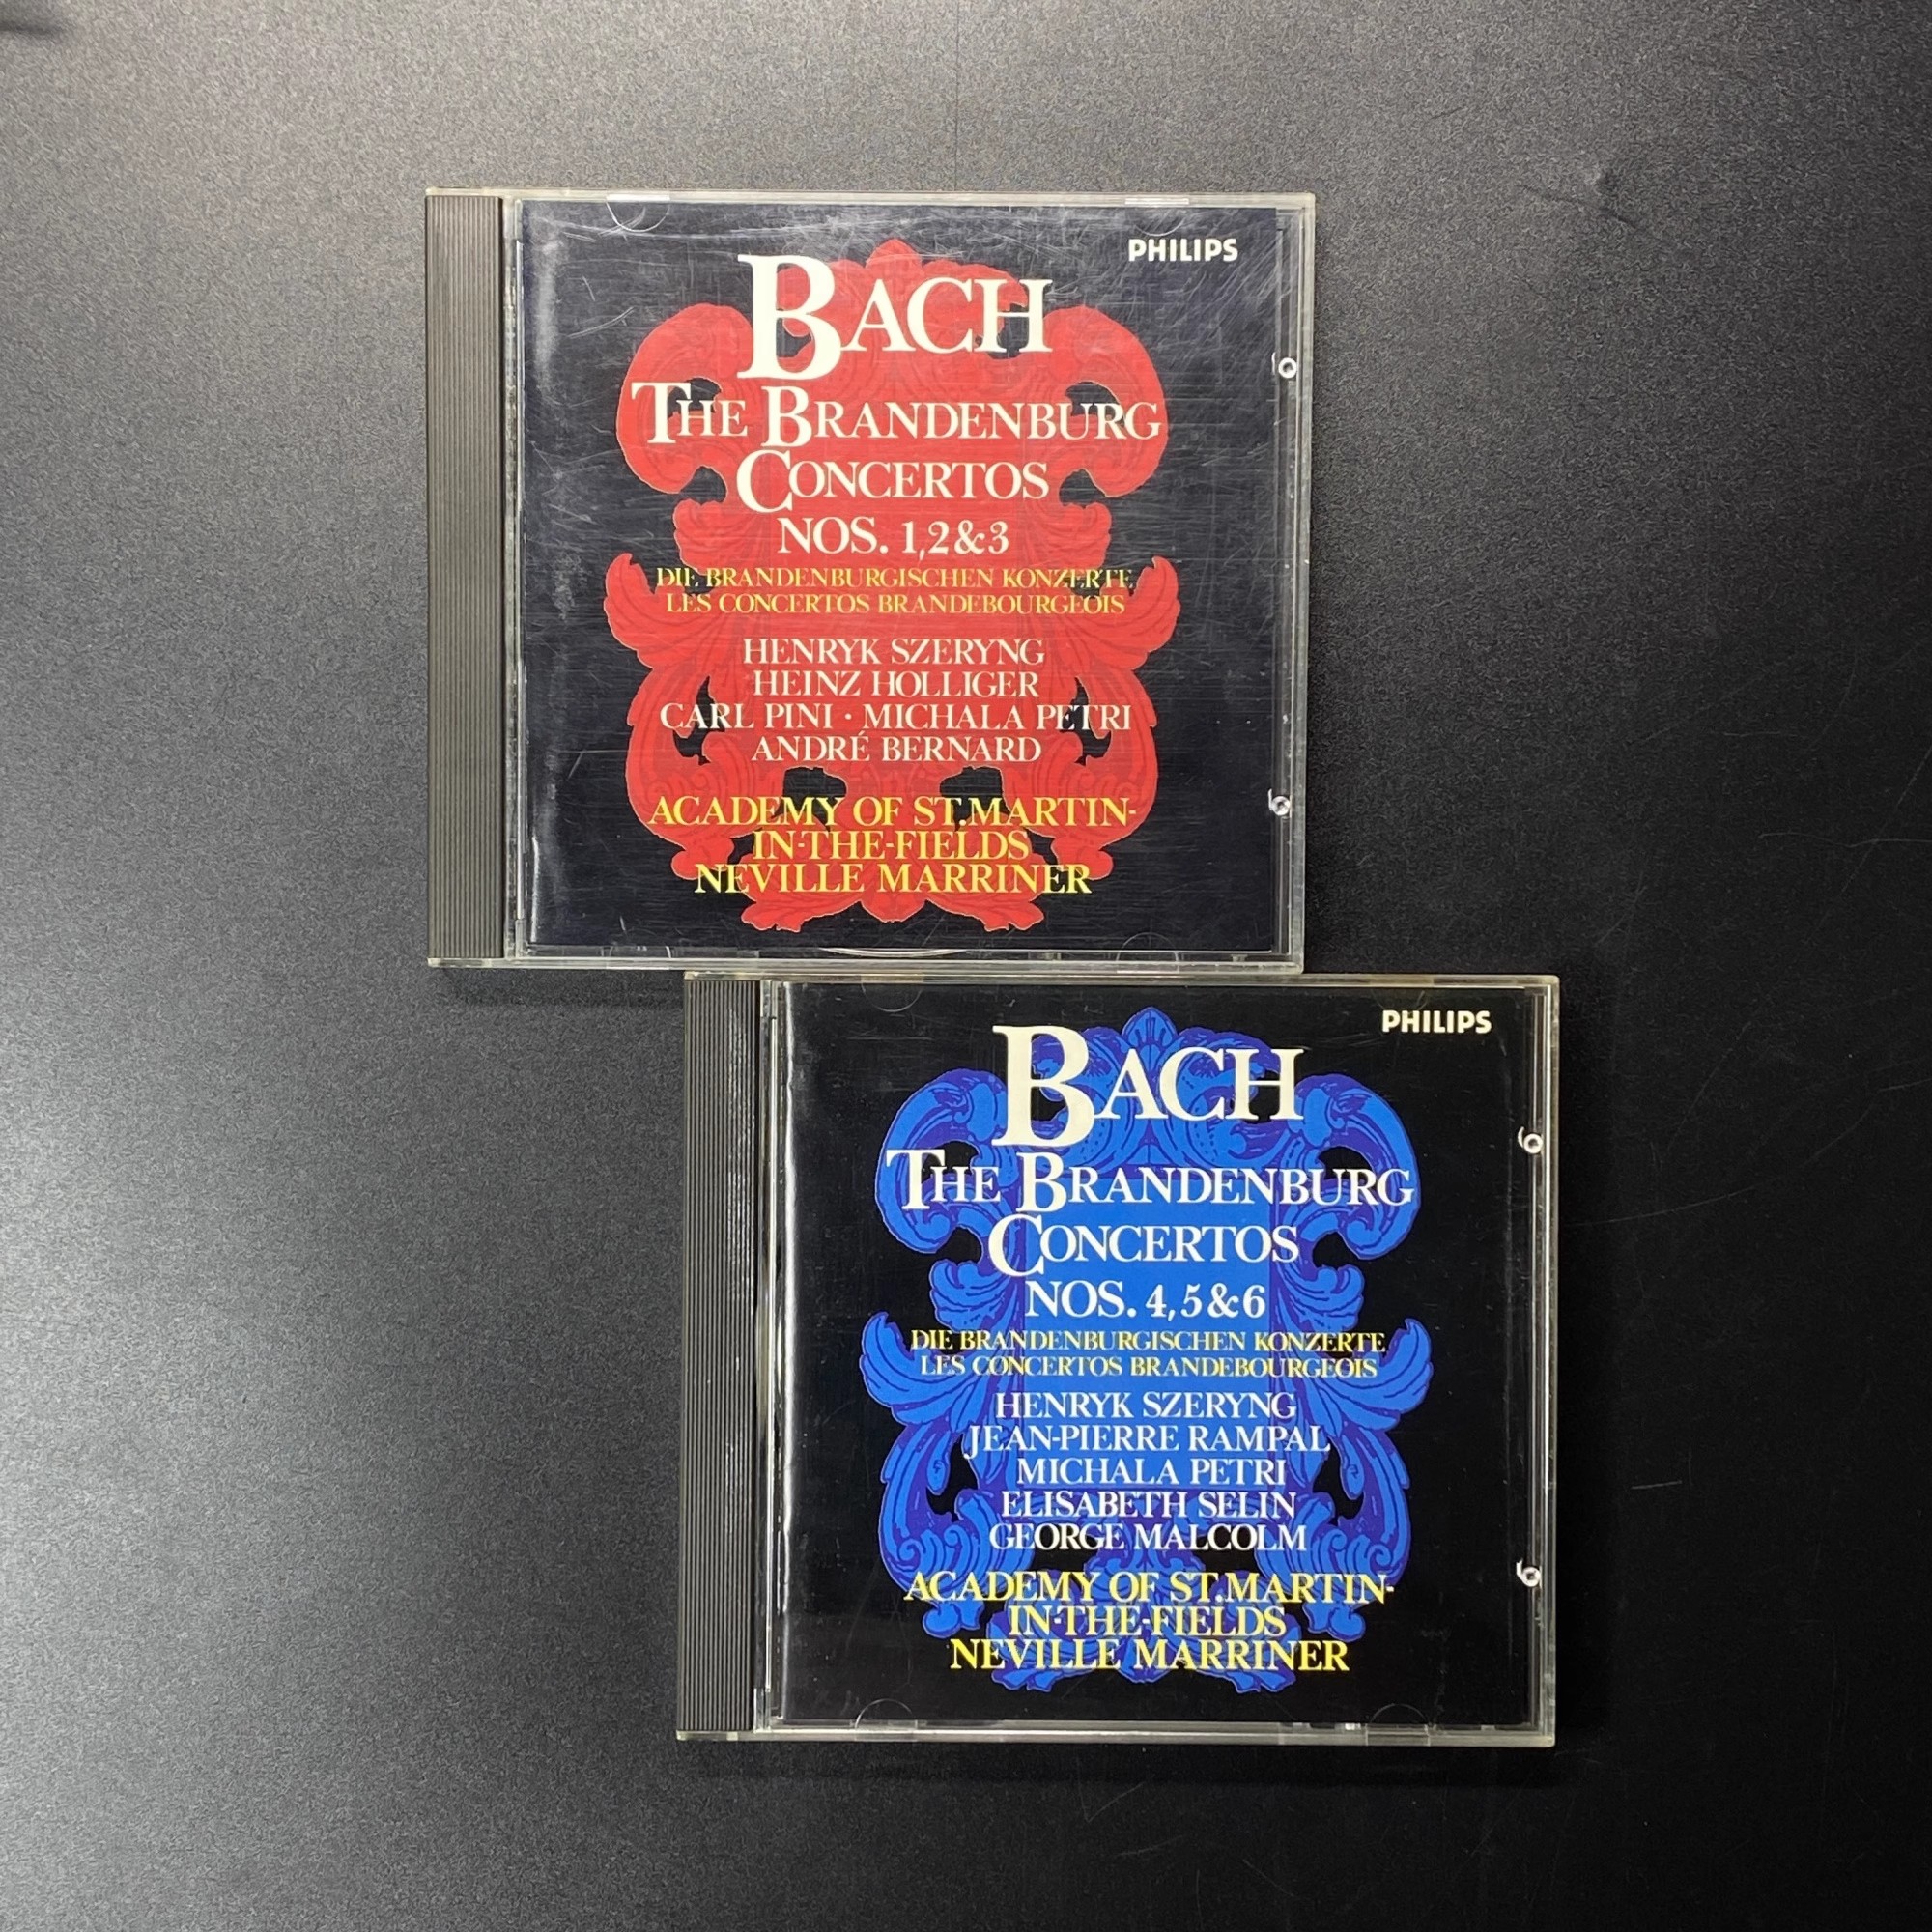 PHILIPS
BACH
THE BRANDENBURG
CONCERTOS
NOS. 1,2&3
DIE BRANDENBURGISCHEN KONZERTE
LES CONCERTOS BRANDEBOURGEOIS
HENRYK SZERYNG
HEINZ HOLLIGER
CARL PINI · MICHALA PETRI
ANDRÉ BERNARD
ACADEMY OF ST.MARTIN-
IN-THE-FIELDS
NEVILLE MARRINER
PHILIPS
BACH
THE BRANDENBURG
CONCERTOS
NOS. 4,5&6
DIE BRANDENBURGISCHEN KONZERTE
LES CONCERTOS BRANDEBOURGEOIS
HENRYK SZERYNG
JEAN-PIERRE RAMPAL
MICHALA PETRI
ELISABETH SELIN
GEORGE MALCOLM
ACADEMY OF ST.MARTIN-
IN-THE-FIELDS
NEVILLE MARRINER